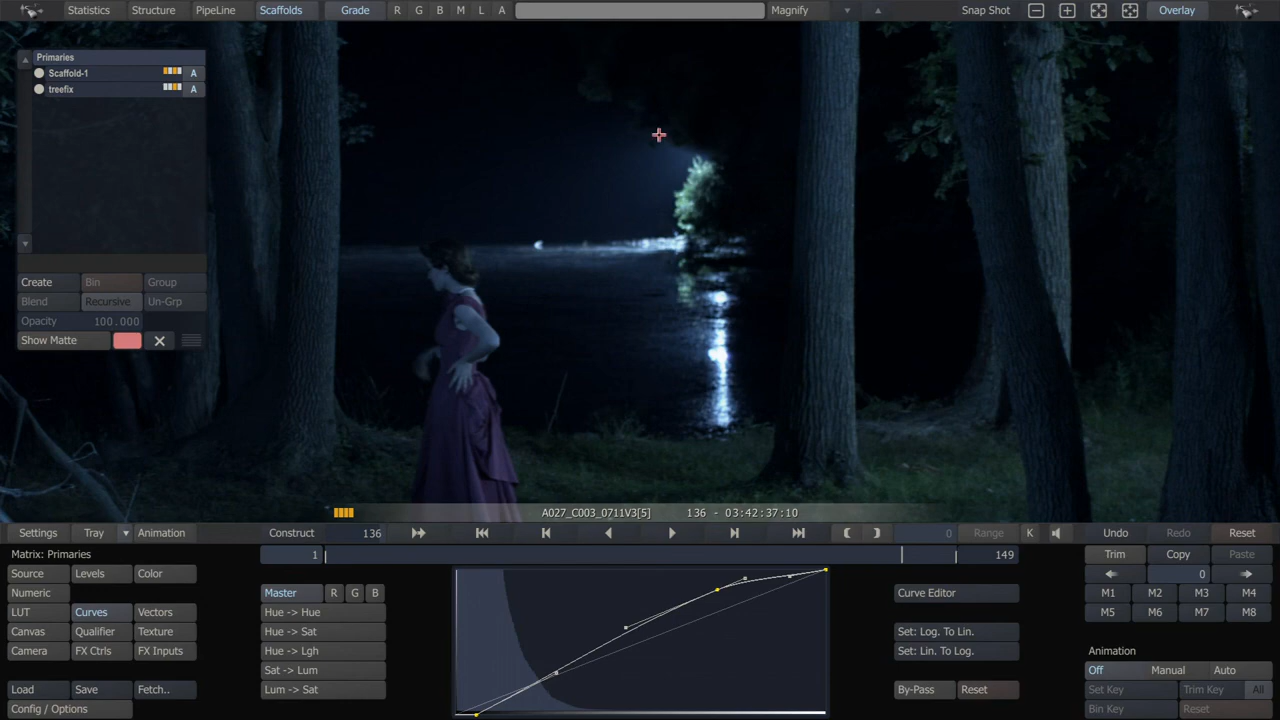 Statistics Structure PipeLine Scaffolds Grade R G B M L A Magnify Snap Shot Overlay
Primaries
Scaffold-1 A
treefix A
Create Bin Group
Blend Recursive Un-Grp
Opacity 100.000
Show Matte
A027_C003_0711V3[5] 136 - 03:42:37:10
Settings Tray Animation Construct 136 0 Range K Undo Redo Reset
Matrix: Primaries 1 149 Trim Copy Paste
Source Levels Color 0
Numeric Master R G B Curve Editor M1 M2 M3 M4
LUT Curves Vectors Hue -> Hue M5 M6 M7 M8
Canvas Qualifier Texture Hue -> Sat Set: Log. To Lin.
Camera FX Ctrls FX Inputs Hue -> Lgh Set: Lin. To Log. Animation
Sat -> Lum Off Manual Auto
Load Save Fetch.. Lum -> Sat By-Pass Reset Set Key Trim Key All
Config / Options Bin Key Reset